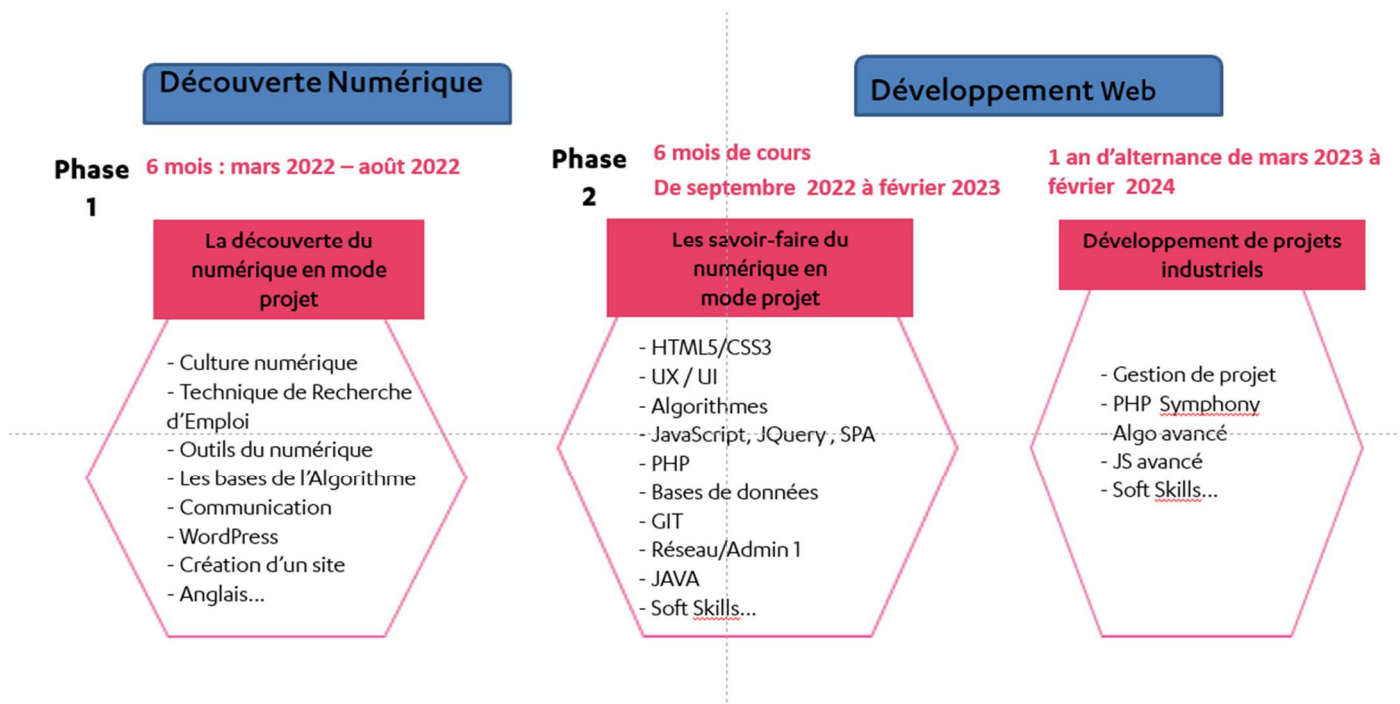 Découverte Numérique
Développement Web
Phase
1
6 mois : mars 2022 – août 2022
Phase
2
6 mois de cours
De septembre 2022 à février 2023
1 an d’alternance de mars 2023 à
février 2024
La découverte du
numérique en mode
projet
- Culture numérique
- Technique de Recherche
d’Emploi
- Outils du numérique
- Les bases de l’Algorithme
- Communication
- WordPress
- Création d’un site
- Anglais...
Les savoir-faire du
numérique en
mode projet
- HTML5/CSS3
- UX / UI
- Algorithmes
- JavaScript, JQuery , SPA
- PHP
- Bases de données
- GIT
- Réseau/Admin 1
- JAVA
- Soft Skills...
Développement de projets
industriels
- Gestion de projet
- PHP Symphony
- Algo avancé
- JS avancé
- Soft Skills...